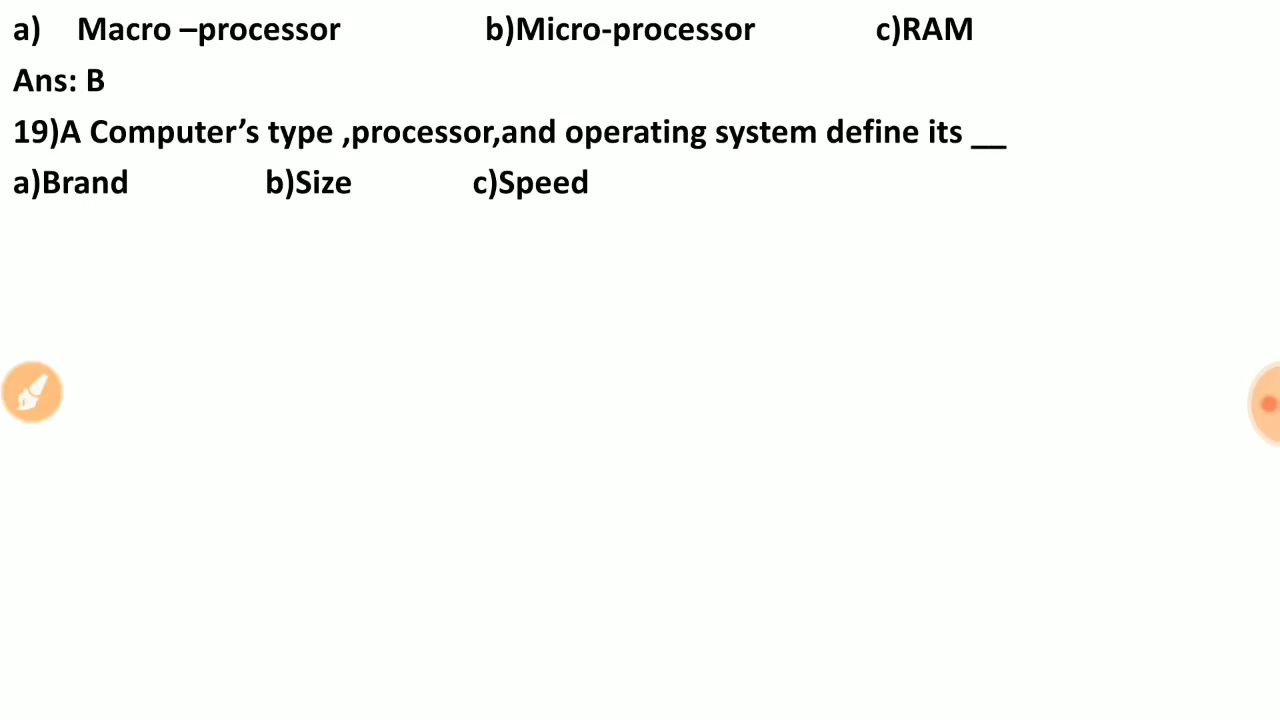 a) Macro –processor b)Micro-processor c)RAM
Ans: B
19)A Computer’s type ,processor,and operating system define its __
a)Brand b)Size c)Speed